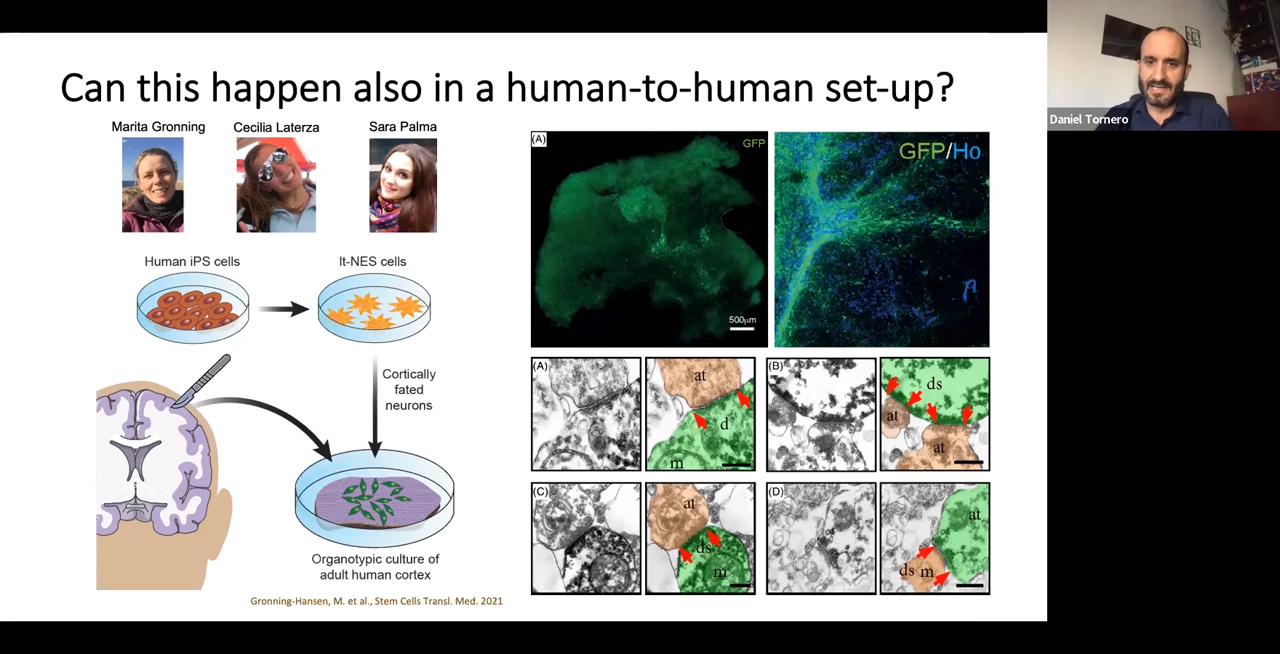 Can this happen also in a human-to-human set-up?
Daniel Tornero
Marita Gronning
Cecilia Laterza
Sara Palma
Human iPS cells
lt-NES cells
Cortically
fated
neurons
Organotypic culture of
adult human cortex
Gronning-Hansen, M. et al., Stem Cells Transl. Med. 2021
(A)
GFP
500µm
GFP/Ho
(A)
at
d
m
(B)
ds
at
at
(C)
at
ds
m
(D)
at
ds
m